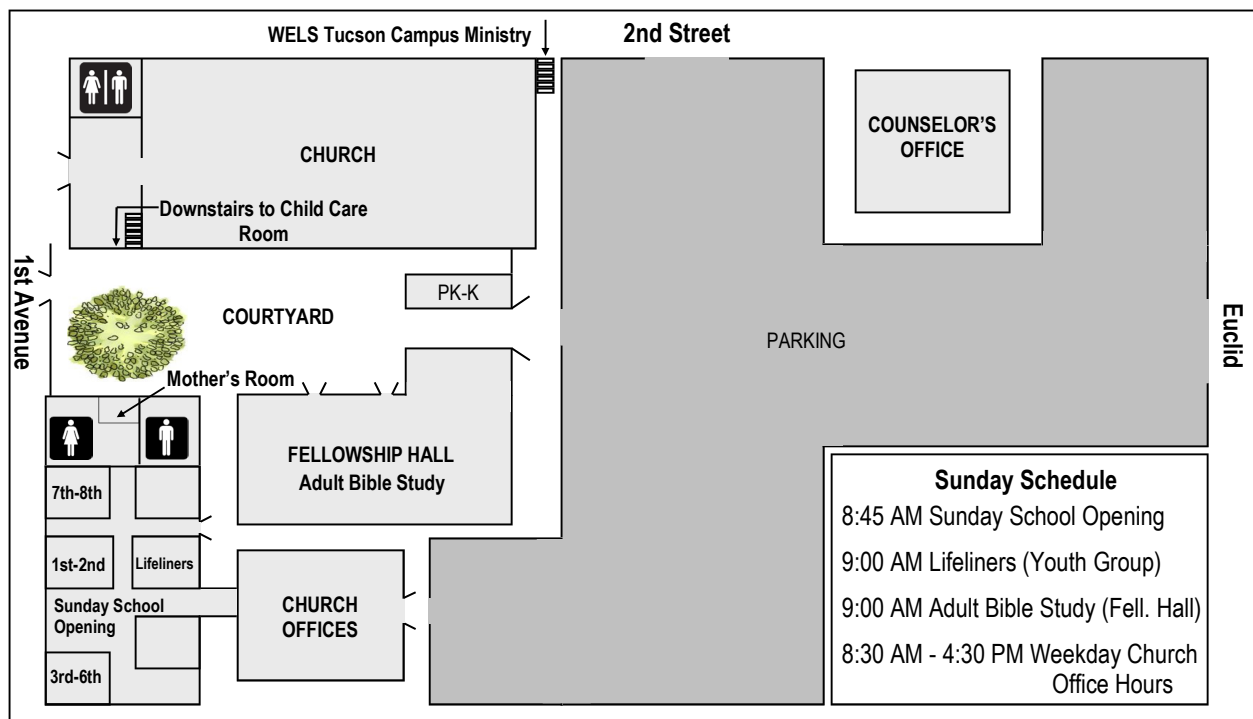 WELS Tucson Campus Ministry
2nd Street
COUNSELOR'S
OFFICE
CHURCH
Downstairs to Child Care
Room
1st Avenue
PK-K
COURTYARD
PARKING
Euclid
Mother's Room
FELLOWSHIP HALL
Adult Bible Study
7th-8th
1st-2nd
Lifeliners
Sunday School
Opening
CHURCH
OFFICES
3rd-6th
Sunday Schedule
8:45 AM Sunday School Opening
9:00 AM Lifeliners (Youth Group)
9:00 AM Adult Bible Study (Fell. Hall)
8:30 AM - 4:30 PM Weekday Church
Office Hours